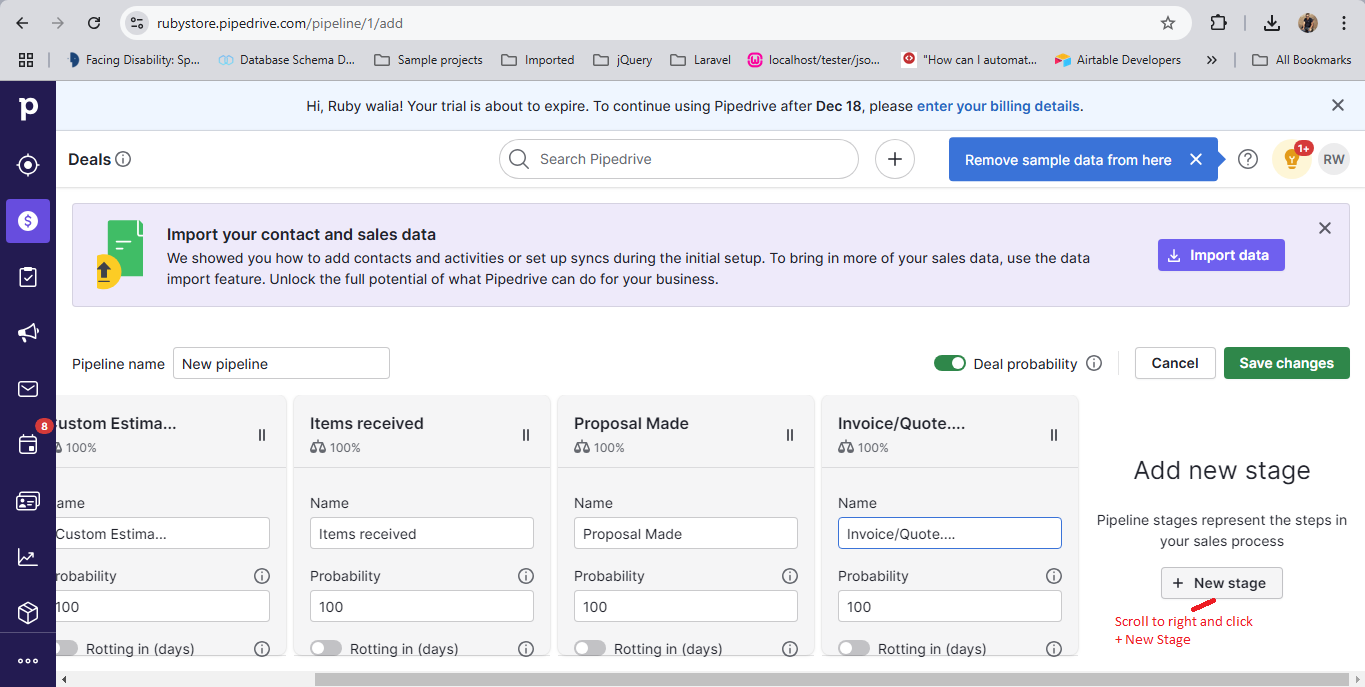 rubystore.pipedrive.com/pipeline/1/add
Facing Disability: Sp...
Database Schema D...
Sample projects
Imported
jQuery
Laravel
localhost/tester/jso...
"How can I automat...
Airtable Developers
»
All Bookmarks
p
Hi, Ruby walia! Your trial is about to expire. To continue using Pipedrive after Dec 18, please enter your billing details.
Deals
Search Pipedrive
Remove sample data from here
1+
RW
Import your contact and sales data
We showed you how to add contacts and activities or set up syncs during the initial setup. To bring in more of your sales data, use the data
import feature. Unlock the full potential of what Pipedrive can do for your business.
Import data
Pipeline name
New pipeline
Deal probability
Cancel
Save changes
8
Custom Estima...
100%
ame
Custom Estima...
robability
100
Rotting in (days)
Items received
100%
Name
Items received
Probability
100
Rotting in (days)
Proposal Made
100%
Name
Proposal Made
Probability
100
Rotting in (days)
Invoice/Quote....
100%
Name
Invoice/Quote....
Probability
100
Rotting in (days)
Add new stage
Pipeline stages represent the steps in
your sales process
+ New stage
Scroll to right and click
+ New Stage